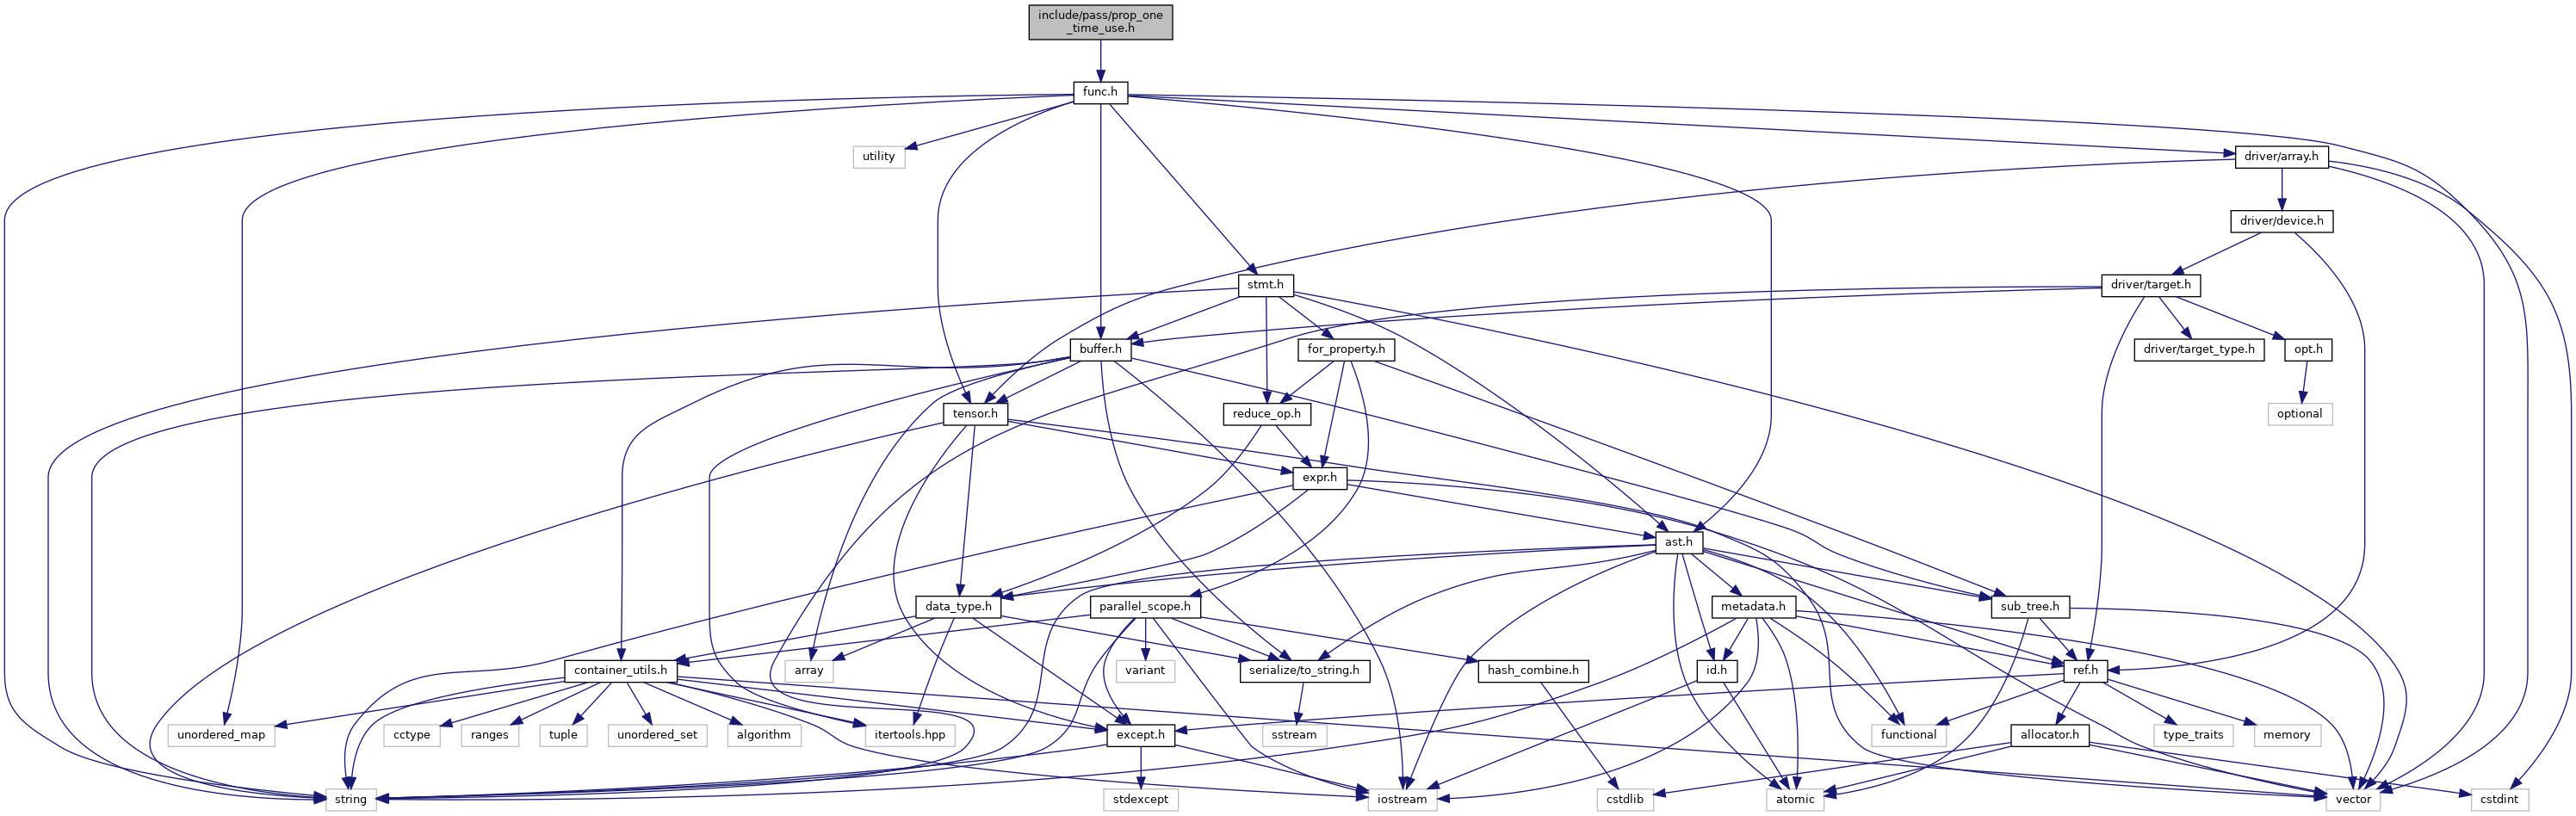 include/pass/prop_one
_time_use.h
func.h
utility
driver/array.h
driver/device.h
stmt.h
driver/target.h
buffer.h
for_property.h
driver/target_type.h
opt.h
tensor.h
reduce_op.h
optional
expr.h
ast.h
data_type.h
parallel_scope.h
metadata.h
sub_tree.h
container_utils.h
array
variant
serialize/to_string.h
hash_combine.h
id.h
ref.h
unordered_map
cctype
ranges
tuple
unordered_set
algorithm
itertools.hpp
except.h
sstream
functional
allocator.h
type_traits
memory
string
stdexcept
iostream
cstdlib
atomic
vector
cstdint